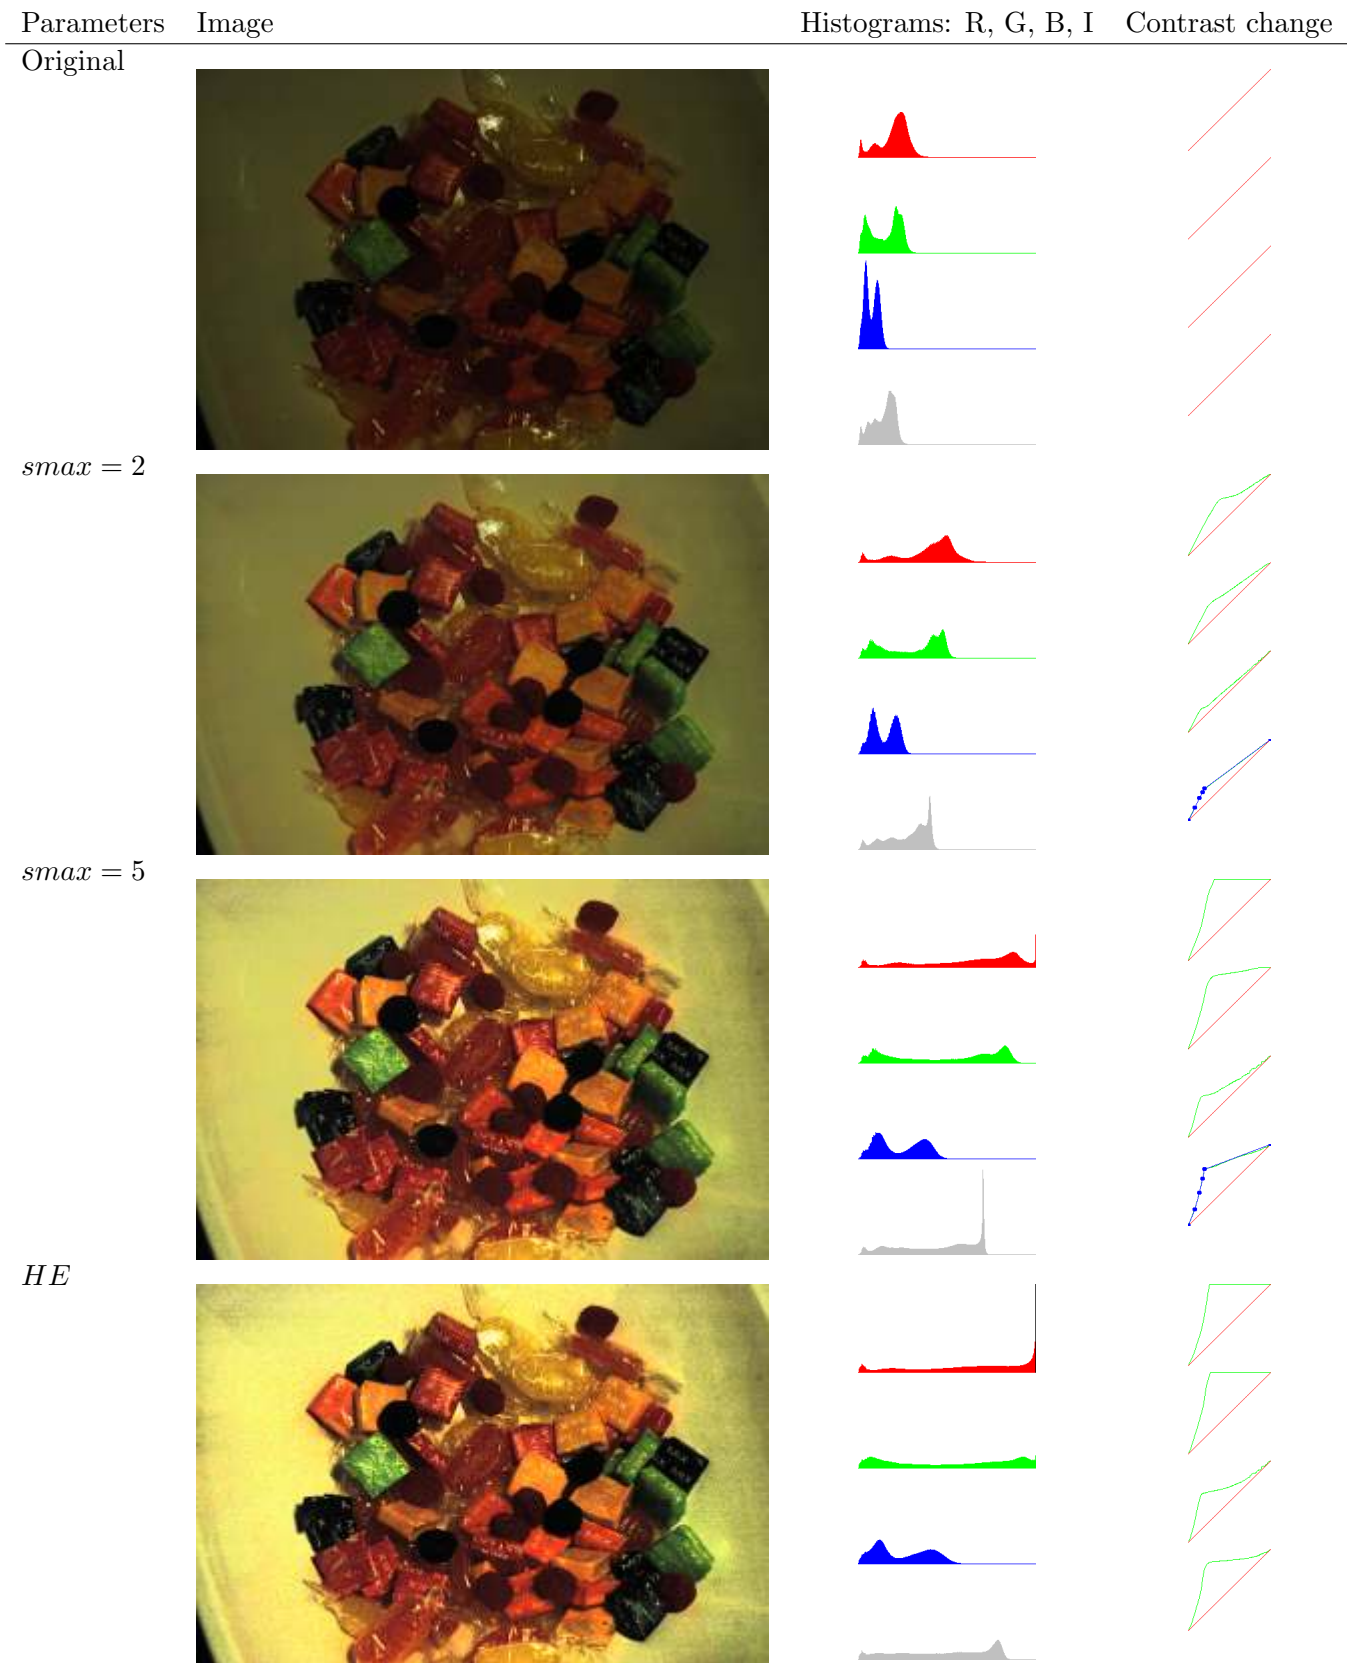 Parameters Image Histograms: R, G, B, I Contrast change
Original
smax = 2
smax = 5
HE